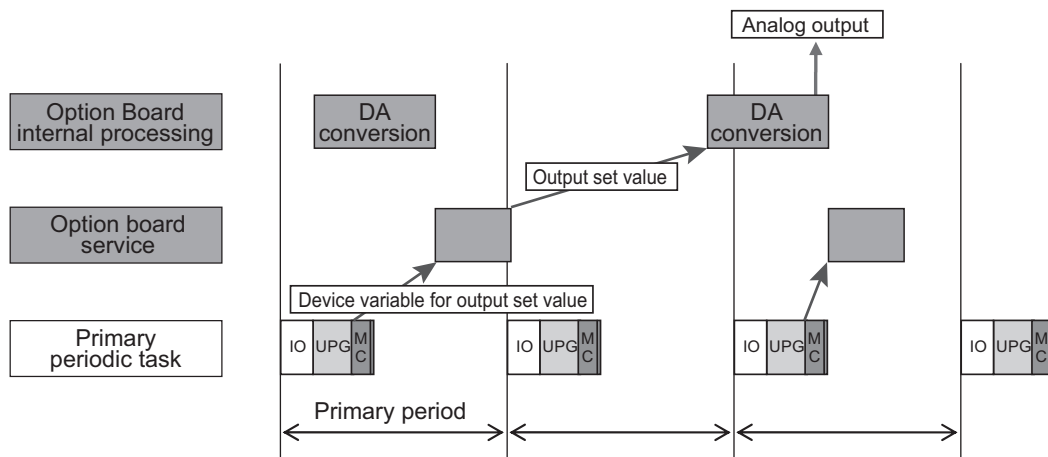 Analog output
Option Board
internal processing
DA
conversion
DA
conversion
Output set value
Option board
service
Device variable for output set value
Primary
periodic task
IO
UPG
M
C
IO
UPG
M
C
IO
UPG
M
C
IO
UPG
M
C
Primary period